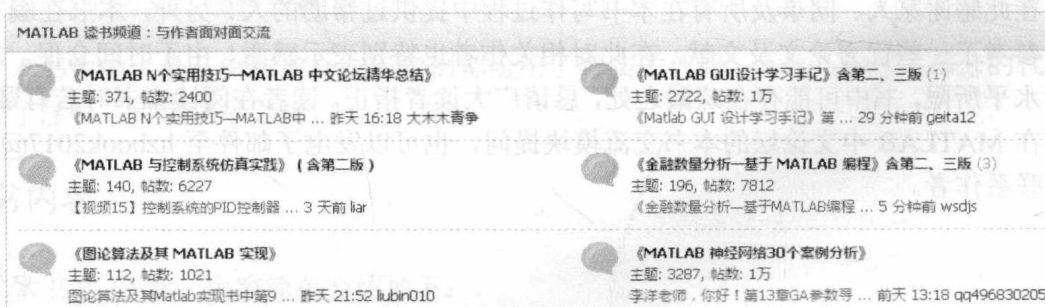 MATLAB 读书频道：与作者面对面交流
《MATLAB N个实用技巧—MATLAB 中文论坛精华总结》
主题: 371, 帖数: 2400
《MATLAB N个实用技巧—MATLAB中 ... 昨天 16:18 大木木青争
《MATLAB GUI设计学习手记》含第二、三版 (1)
主题: 2722, 帖数: 1万
《Matlab GUI 设计学习手记》第 ... 29 分钟前 geita12
《MATLAB 与控制系统仿真实践》（含第二版）
主题: 140, 帖数: 6227
【视频15】控制系统的PID控制器 ... 3 天前 liar
《金融数量分析—基于 MATLAB 编程》含第二、三版 (3)
主题: 196, 帖数: 7812
《金融数量分析—基于MATLAB编程 ... 5 分钟前 wsdjs
《图论算法及其 MATLAB 实现》
主题: 112, 帖数: 1021
图论算法及其Matlab实现书中第9 ... 昨天 21:52 liubin010
《MATLAB 神经网络30个案例分析》
主题: 3287, 帖数: 1万
李洋老师，你好！第13章GA参数寻 ... 前天 13:18 qq496830205